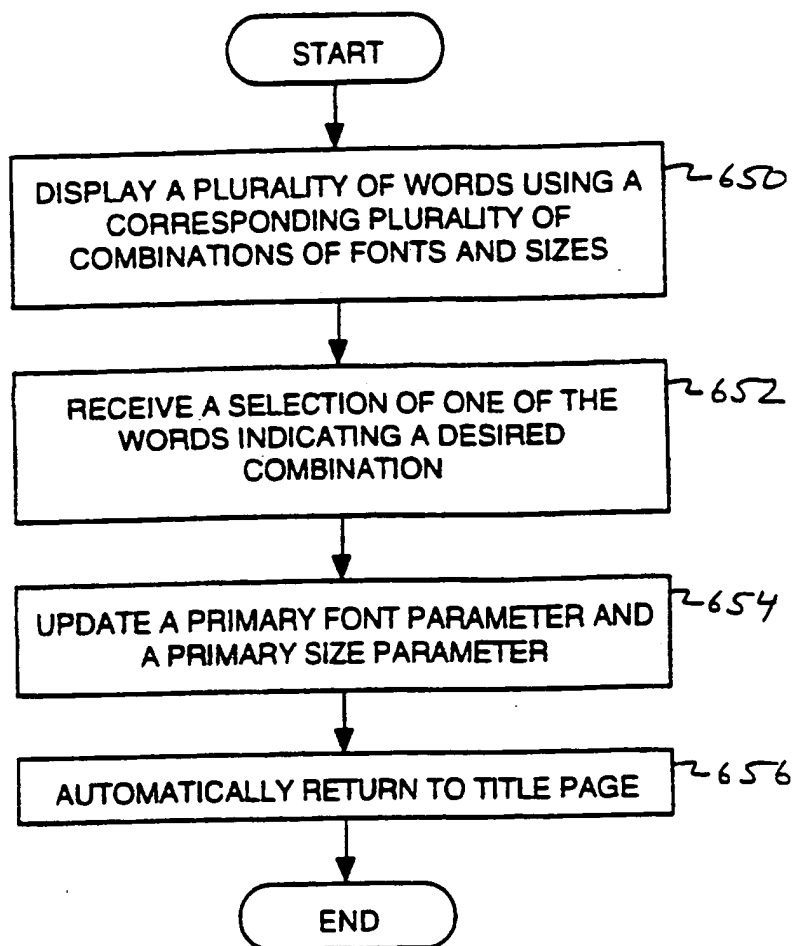 START
DISPLAY A PLURALITY OF WORDS USING A
CORRESPONDING PLURALITY OF
COMBINATIONS OF FONTS AND SIZES
650
RECEIVE A SELECTION OF ONE OF THE
WORDS INDICATING A DESIRED
COMBINATION
652
UPDATE A PRIMARY FONT PARAMETER AND
A PRIMARY SIZE PARAMETER
654
AUTOMATICALLY RETURN TO TITLE PAGE
656
END